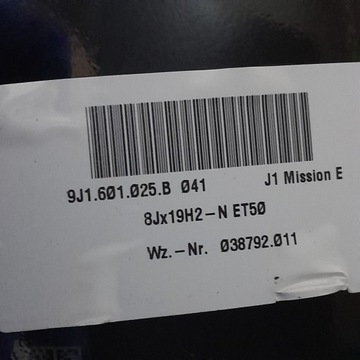 9J1.601.025.B 041 J1 Mission E
8Jx19H2-N ET50
Wz.-Nr. 038792.011